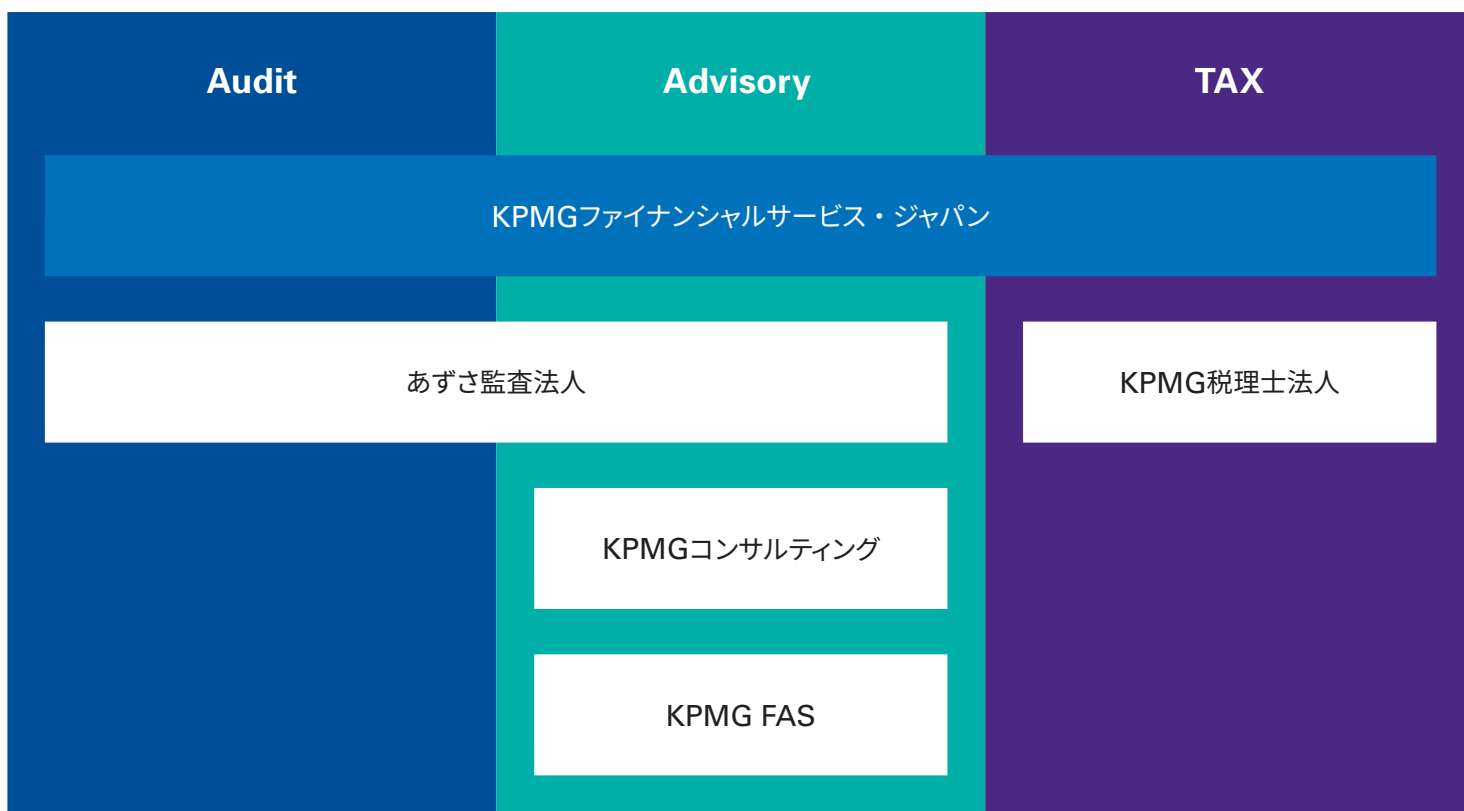 Audit
Advisory
TAX
KPMGファイナンシャルサービス・ジャパン
あずさ監査法人
KPMG税理士法人
KPMGコンサルティング
KPMG FAS